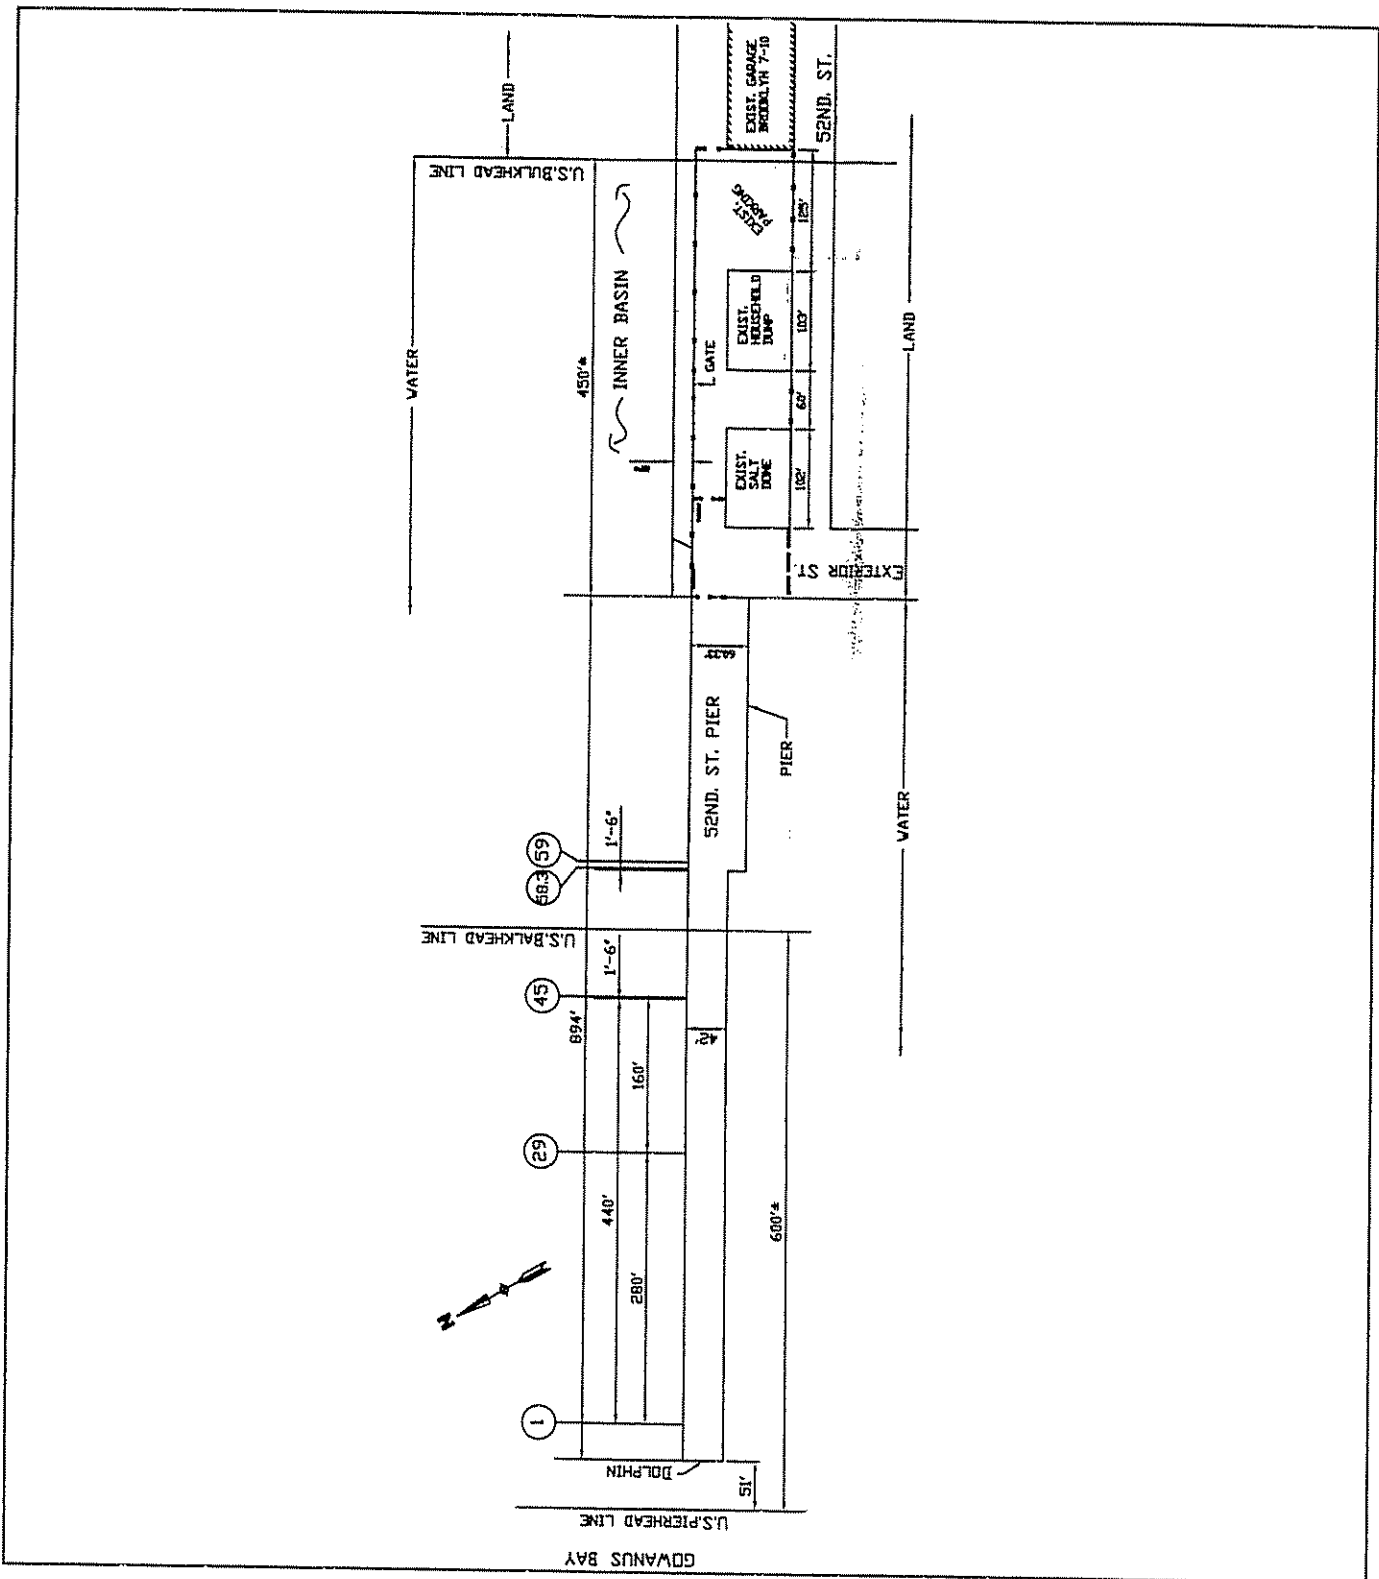 LAND
EXIST. GARAGE
BROOKLYN 7-10
52ND. ST.
U.S.BULKHEAD LINE
WATER
450'±
INNER BASIN
EXIST.
PARKING
125'
GATE
EXIST.
HOUSEHOLD
DUMP
103'
60'
EXIST.
SALT
DOME
102'
LAND
EXTERIOR ST.
64.33'
52ND. ST. PIER
PIER
WATER
59
58.3
1'-6"
U.S.BALKHEAD LINE
1'-6"
45
894'
160'
29
440'
280'
600'±
N
1
DOLPHIN
51'
U.S.PIERHEAD LINE
GOWANUS BAY